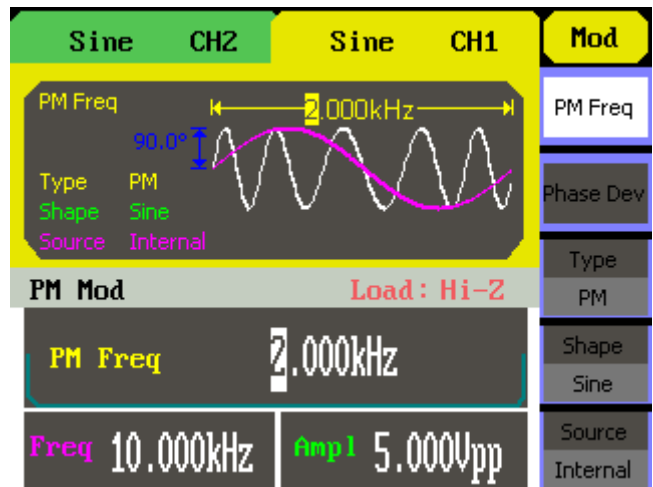 Sine CH2 Sine CH1 Mod
PM Freq 2.000kHz
90.0°
Type PM
Shape Sine
Source Internal
PM Mod Load: Hi-Z
PM Freq 2.000kHz
Freq 10.000kHz Ampl 5.000Vpp
PM Freq
Phase Dev
Type
PM
Shape
Sine
Source
Internal